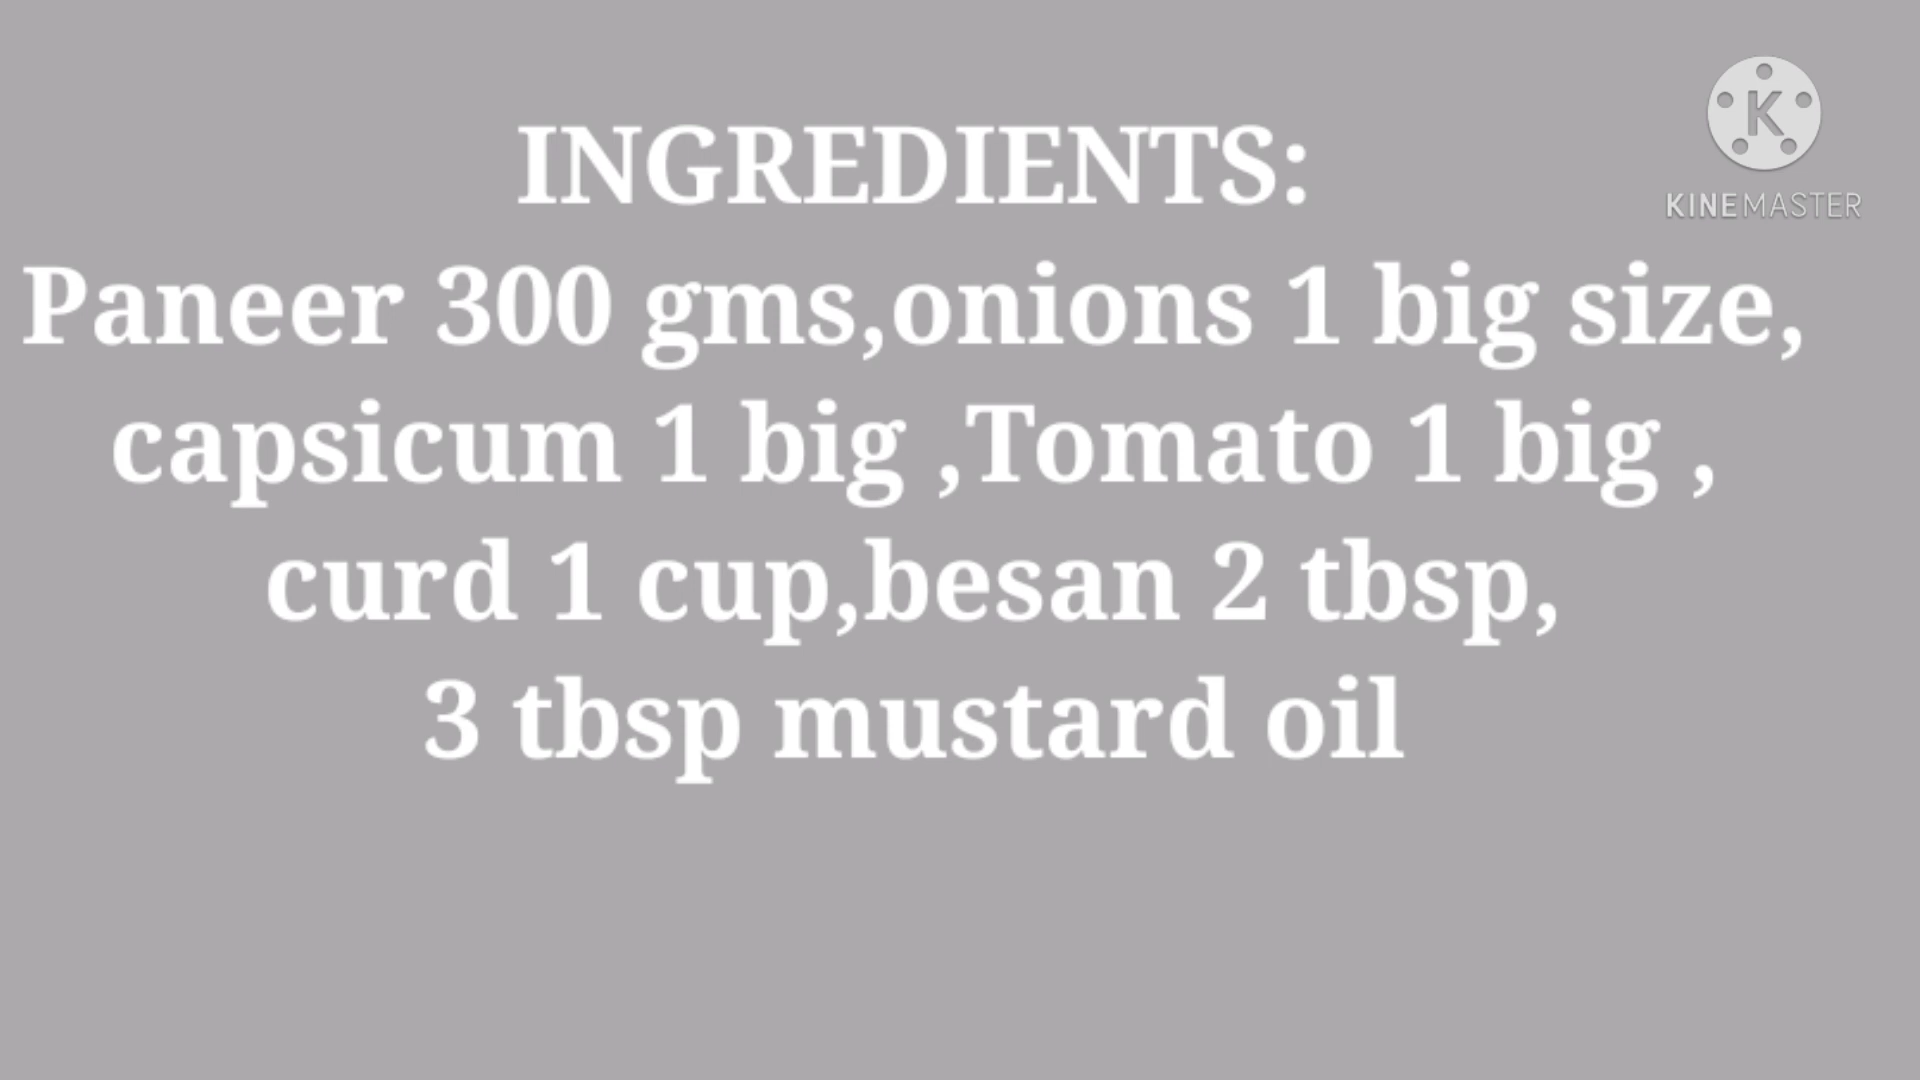 INGREDIENTS:
Paneer 300 gms,onions 1 big size,
capsicum 1 big ,Tomato 1 big ,
curd 1 cup,besan 2 tbsp,
3 tbsp mustard oil
K
KINEMASTER